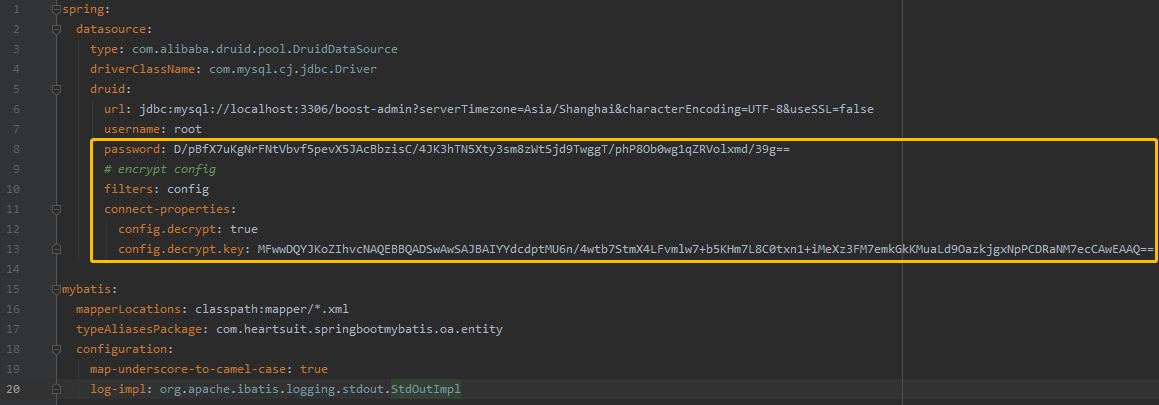 1 spring:
2 datasource:
3 type: com.alibaba.druid.pool.DruidDataSource
4 driverClassName: com.mysql.cj.jdbc.Driver
5 druid:
6 url: jdbc:mysql://localhost:3306/boost-admin?serverTimezone=Asia/Shanghai&characterEncoding=UTF-8&useSSL=false
7 username: root
8 password: D/pBfX7uKgNrFNtVbvf5pevX5JAcBbzisC/4JK3hTN5Xty3sm8zWtSjd9TwggT/phP8Ob0wg1qZRVolxmd/39g==
9 # encrypt config
10 filters: config
11 connect-properties:
12 config.decrypt: true
13 config.decrypt.key: MFwwDQYJKoZIhvcNAQEBBQADSwAwSAJBAIYYdcdptMU6n/4wtb7StmX4LFvmlw7+b5KHm7L8C0txn1+iMeXz3FM7emkGkKMuaLd9OazkjgxNpPCDRaNM7ecCAwEAAQ==
14
15 mybatis:
16 mapperLocations: classpath:mapper/*.xml
17 typeAliasesPackage: com.heartsuit.springbootmybatis.oa.entity
18 configuration:
19 map-underscore-to-camel-case: true
20 log-impl: org.apache.ibatis.logging.stdout.StdOutImpl